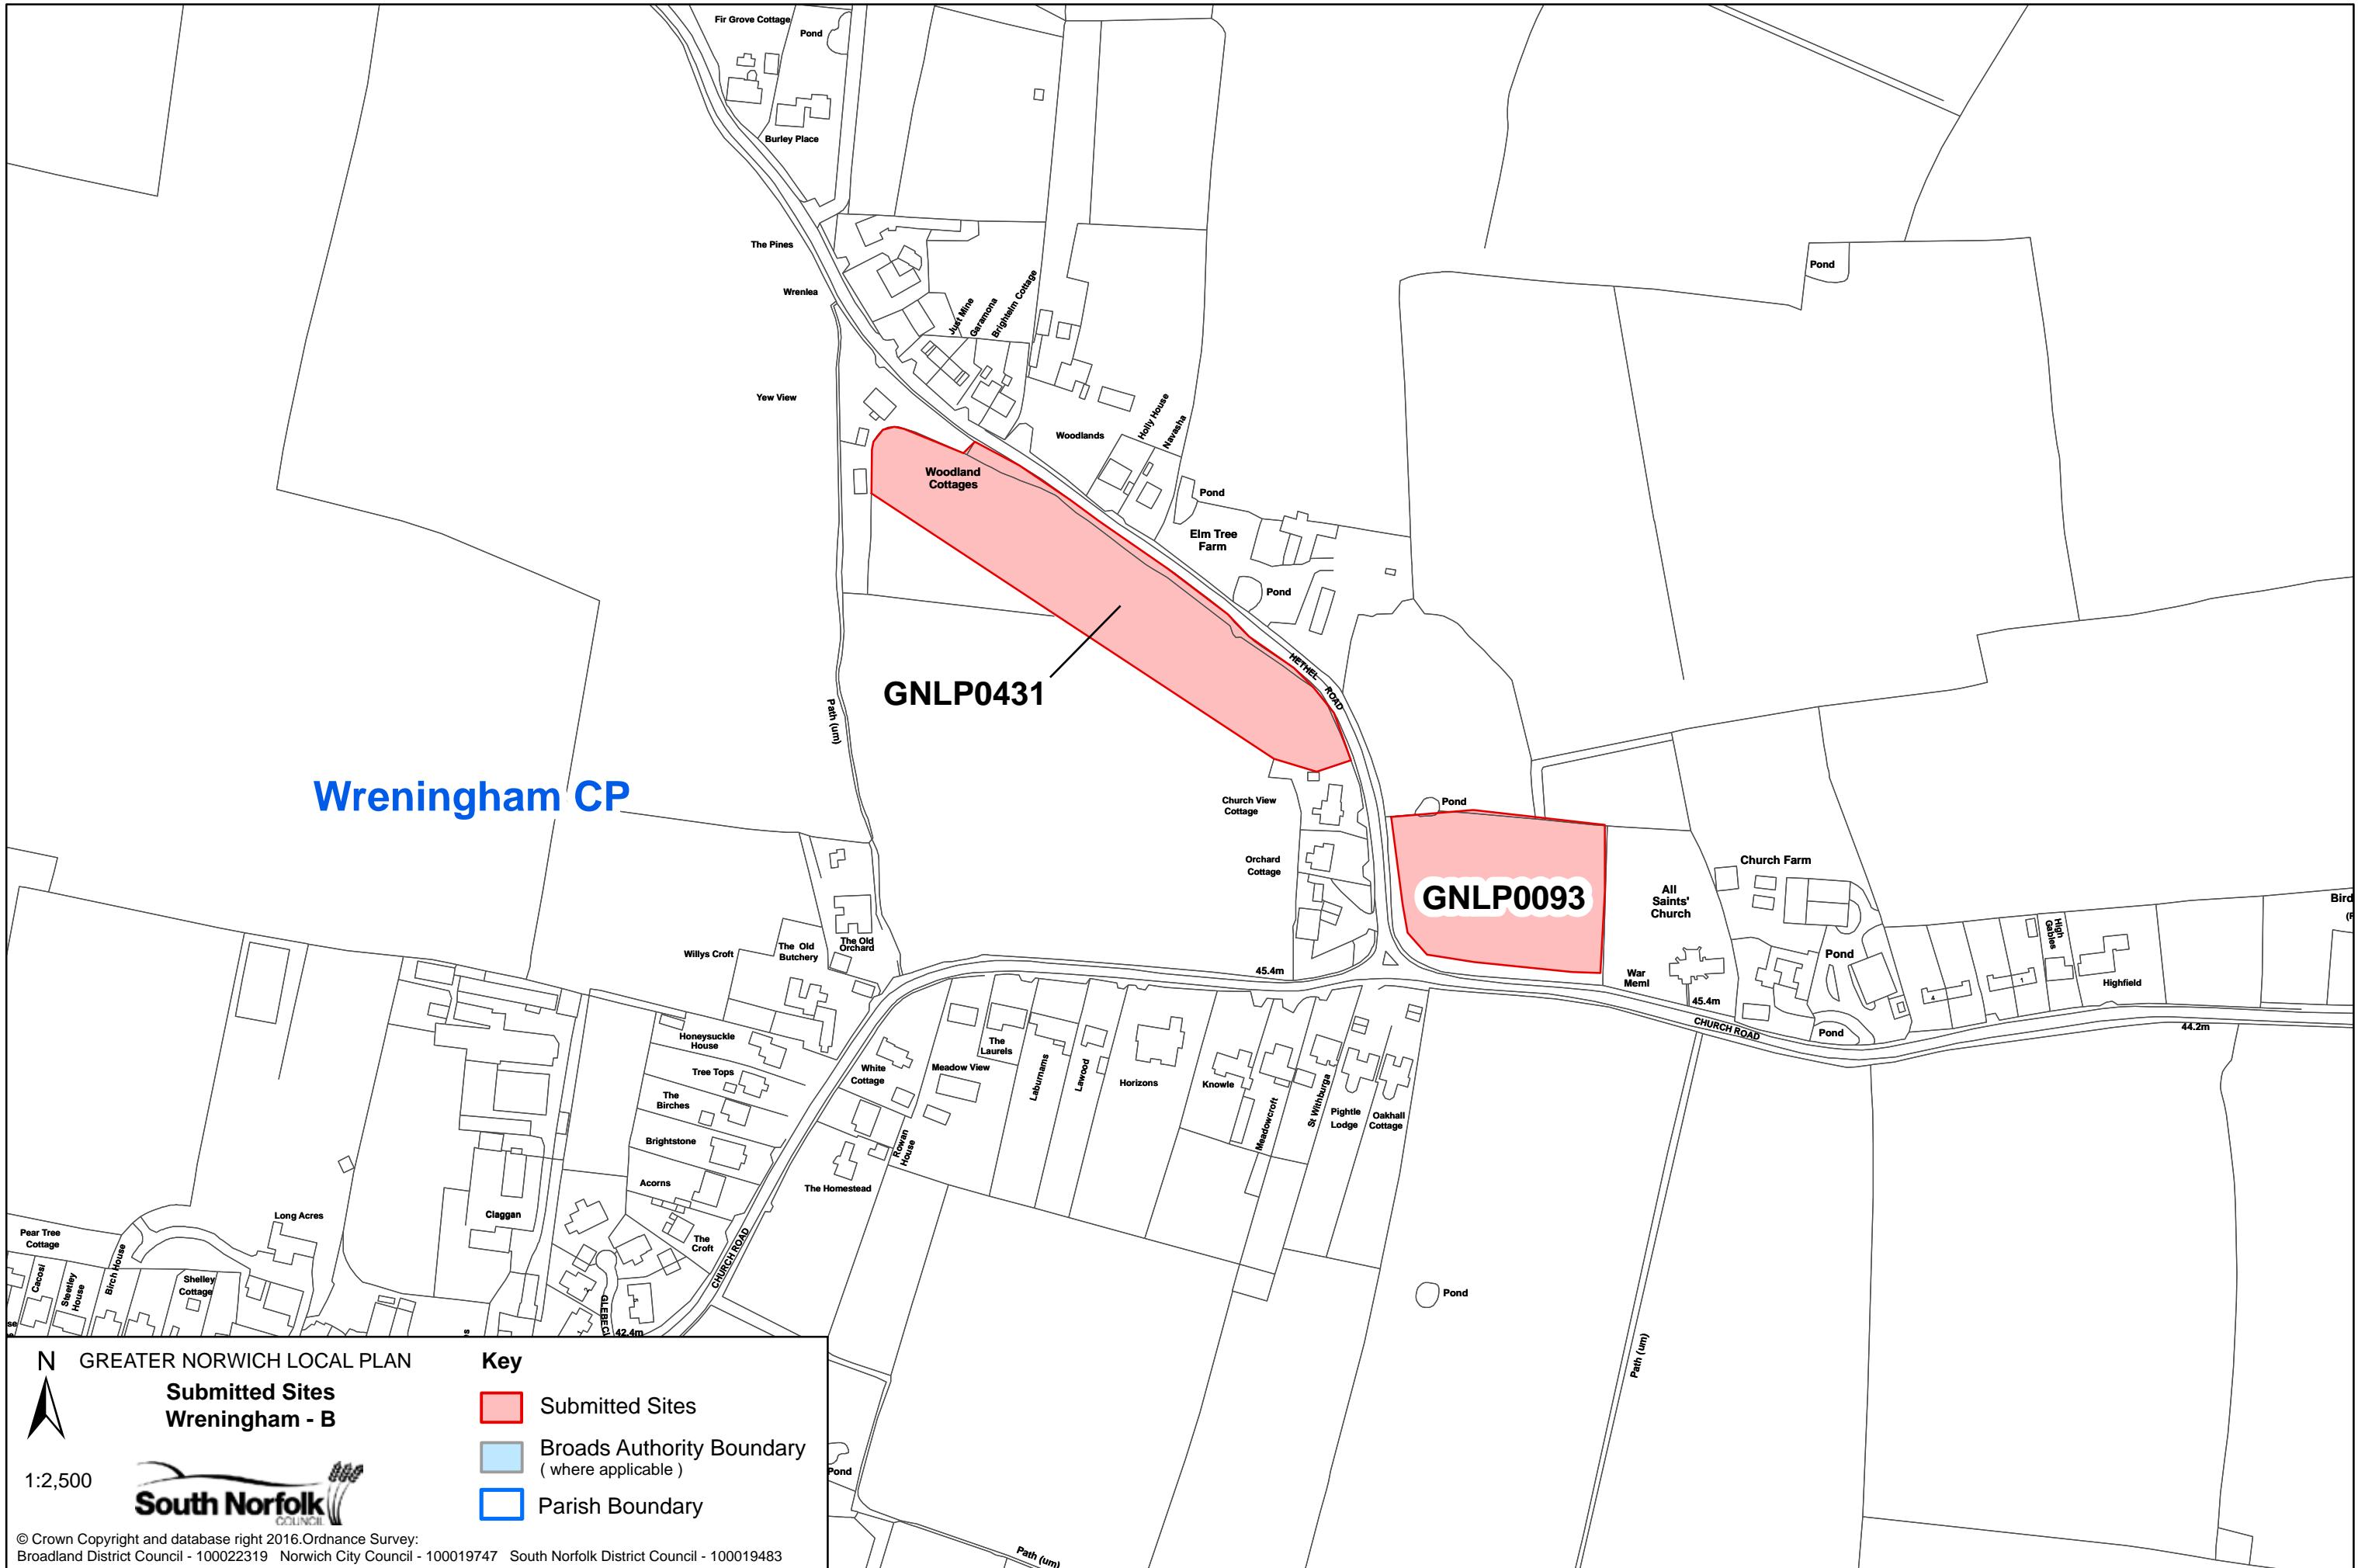 Fir Grove Cottage
Pond
Burley Place
The Pines
Wrenlea
Just Mine
Garamona
Brightelm Cottage
Pond
Yew View
Woodlands
Holly House
Navasha
Woodland
Cottages
Pond
Elm Tree
Farm
Pond
HETHEL ROAD
GNLP0431
Path (um)
Wreningham CP
Church View
Cottage
Pond
Orchard
Cottage
GNLP0093
Church Farm
All
Saints'
Church
Bird
High
Gables
Willys Croft
The Old
Butchery
The Old
Orchard
45.4m
War
Meml
Pond
Highfield
4
1
45.4m
CHURCH ROAD
Pond
44.2m
Honeysuckle
House
The
Laurels
White
Cottage
Meadow View
Tree Tops
Laburnams
Lawood
Horizons
Knowle
The
Birches
Meadowcroft
St Withburga
Pightle
Lodge
Oakhall
Cottage
Brightstone
Rowan
House
Acorns
The Homestead
Long Acres
Claggan
Pear Tree
Cottage
The
Croft
CHURCH ROAD
Cacosi
Steetley
House
Birch House
Shelley
Cottage
Pond
GLEBE
42.4m
Path (um)
N
GREATER NORWICH LOCAL PLAN
Submitted Sites
Wreningham - B
1:2,500
South Norfolk
COUNCIL
Key
Submitted Sites
Broads Authority Boundary
( where applicable )
Parish Boundary
Pond
Path (um)
© Crown Copyright and database right 2016.Ordnance Survey:
Broadland District Council - 100022319 Norwich City Council - 100019747 South Norfolk District Council - 100019483